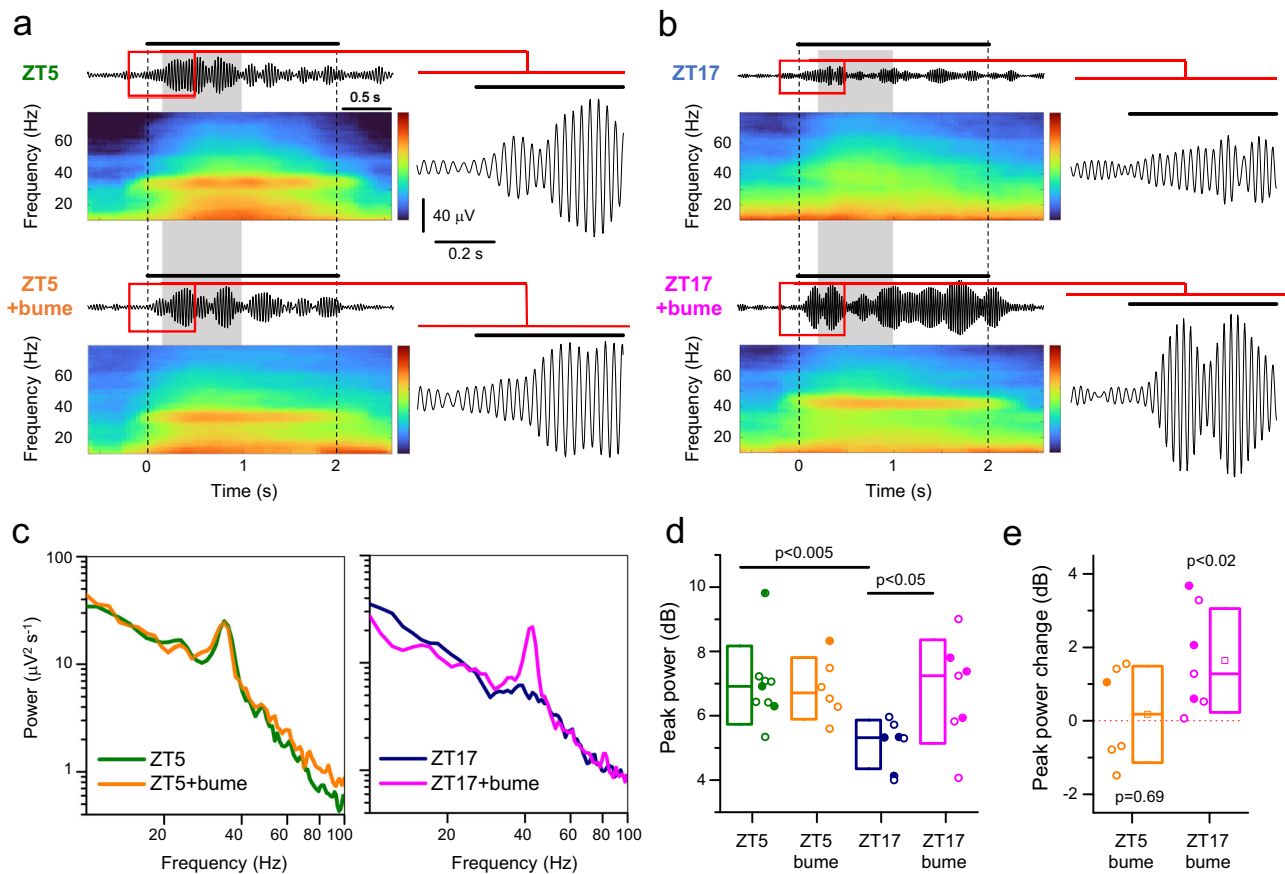 a
ZT5
0.5 s
Frequency (Hz)
60
40
20
40 μV
0.2 s
ZT5
+bume
Frequency (Hz)
60
40
20
0
1
2
Time (s)
b
ZT17
Frequency (Hz)
60
40
20
ZT17
+bume
Frequency (Hz)
60
40
20
0
1
2
Time (s)
c
Power (μV² s⁻¹)
100
10
1
ZT5
ZT5+bume
20
40
60
80
100
Frequency (Hz)
ZT17
ZT17+bume
20
40
60
80
100
Frequency (Hz)
d
Peak power (dB)
10
8
6
4
p<0.005
p<0.05
ZT5
ZT5
bume
ZT17
ZT17
bume
e
Peak power change (dB)
4
2
0
-2
p<0.02
p=0.69
ZT5
bume
ZT17
bume